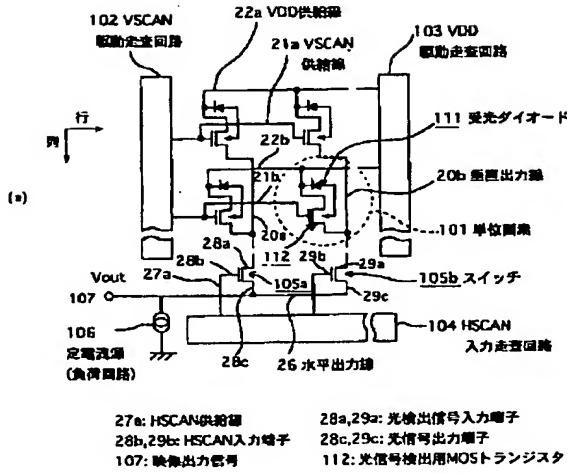 22a VDD供給線
102 VSCAN
駆動走査回路
103 VDD
駆動走査回路
21a VSCAN
供給線
行
列
111 受光ダイオード
22b
21b
20b 垂直出力線
(a)
20a
101 単位画素
28a
112
29b
29a
28b
27a
Vout
105a
105b スイッチ
107
29c
106
定電流源
(負荷回路)
28c
26 水平出力線
104 HSCAN
入力走査回路
27a: HSCAN供給線
28a,29a: 光検出信号入力端子
28b,29b: HSCAN入力端子
28c,29c: 光信号出力端子
107: 映像出力信号
112: 光信号検出用MOSトランジスタ